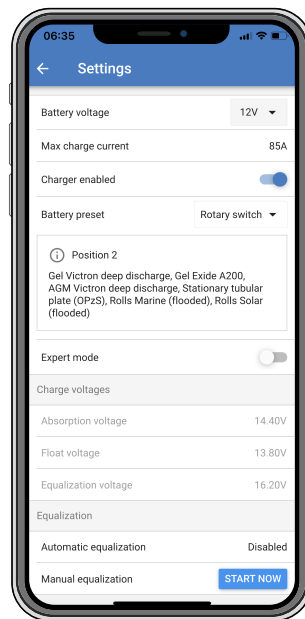 06:35
Settings
Battery voltage 12V
Max charge current 85A
Charger enabled
Battery preset Rotary switch
Position 2
Gel Victron deep discharge, Gel Exide A200,
AGM Victron deep discharge, Stationary tubular
plate (OPzS), Rolls Marine (flooded), Rolls Solar
(flooded)
Expert mode
Charge voltages
Absorption voltage 14.40V
Float voltage 13.80V
Equalization voltage 16.20V
Equalization
Automatic equalization Disabled
Manual equalization START NOW